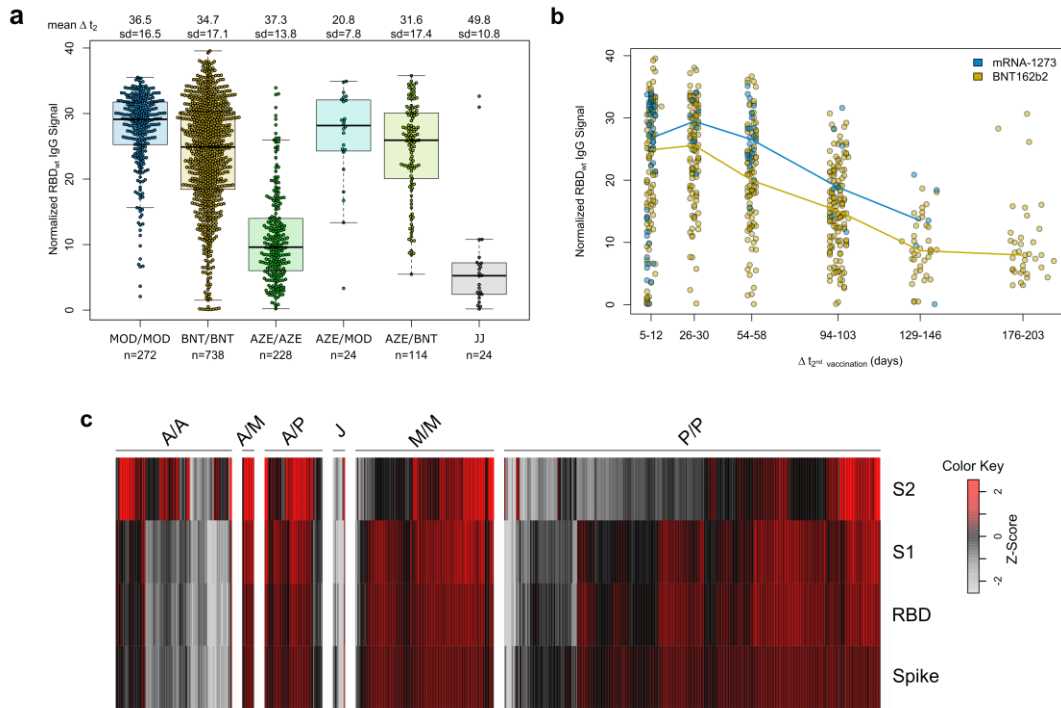 a
mean Δ t2
36.5 34.7 37.3 20.8 31.6 49.8
sd=16.5 sd=17.1 sd=13.8 sd=7.8 sd=17.4 sd=10.8
Normalized RBDwt IgG Signal
40
30
20
10
0
MOD/MOD BNT/BNT AZE/AZE AZE/MOD AZE/BNT JJ
n=272 n=738 n=228 n=24 n=114 n=24
b
mRNA-1273
BNT162b2
Normalized RBDwt IgG Signal
40
30
20
10
0
5-12 26-30 54-58 94-103 129-146 176-203
Δ t2nd vaccination (days)
c
A/A A/M A/P J M/M P/P
S2
S1
RBD
Spike
Color Key
2
0
-2
Z-Score